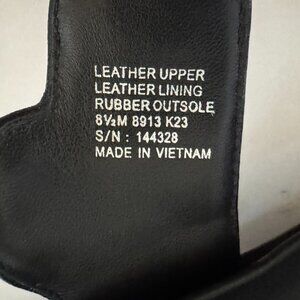 LEATHER UPPER
LEATHER LINING
RUBBER OUTSOLE
8½M 8913 K23
S/N : 144328
MADE IN VIETNAM